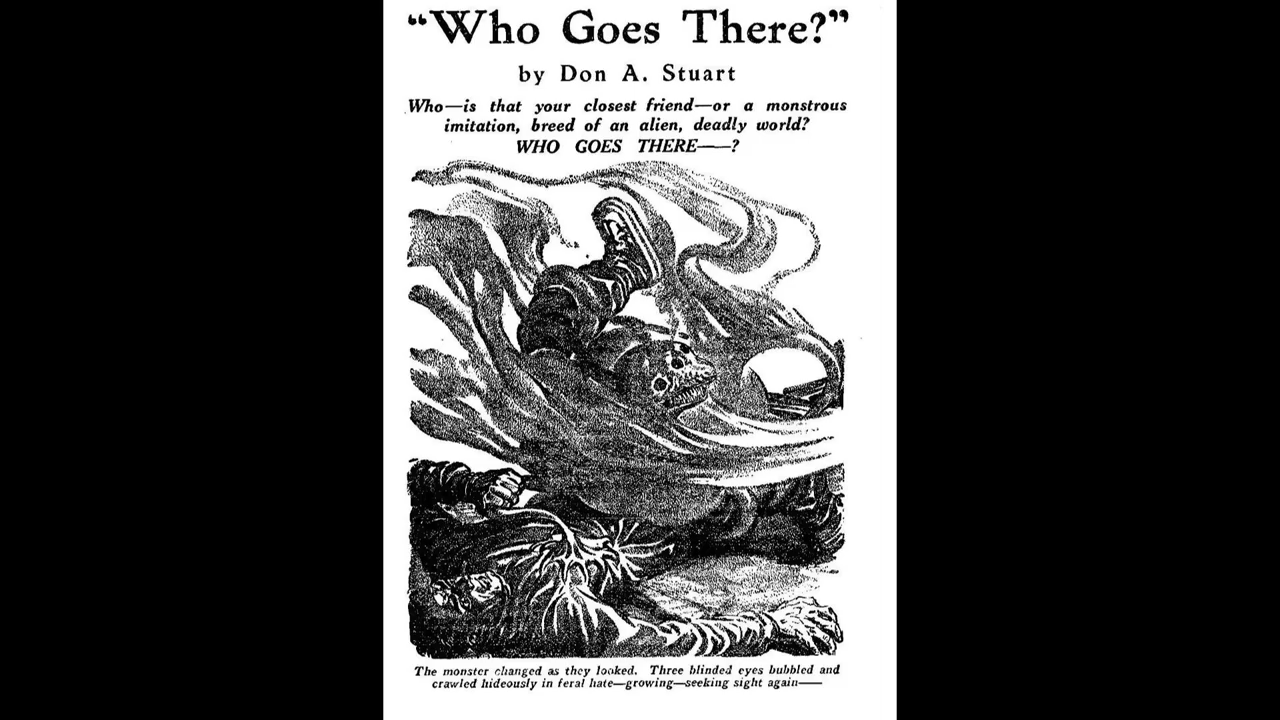 “Who Goes There?”
by Don A. Stuart
Who—is that your closest friend—or a monstrous
imitation, breed of an alien, deadly world?
WHO GOES THERE——?
The monster changed as they looked. Three blinded eyes bubbled and
crawled hideously in feral hate—growing—seeking sight again——